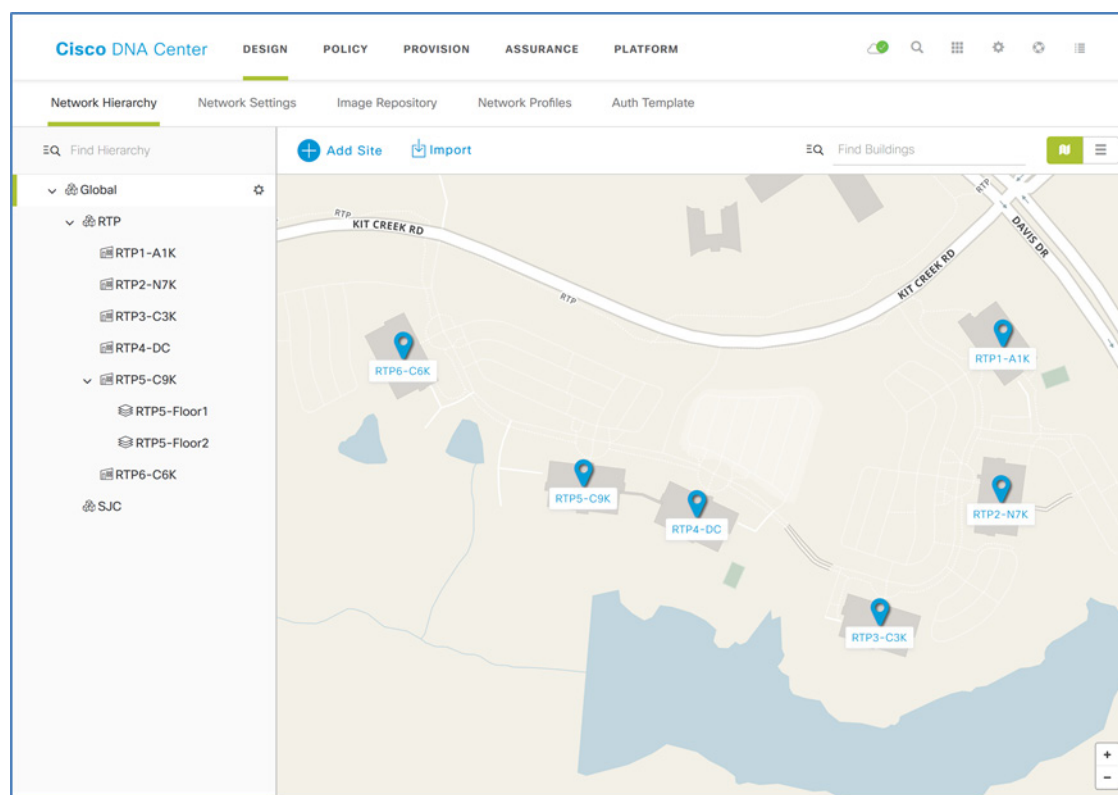 Cisco DNA Center DESIGN POLICY PROVISION ASSURANCE PLATFORM
Network Hierarchy Network Settings Image Repository Network Profiles Auth Template
Find Hierarchy
Add Site Import Find Buildings
Global
RTP
RTP1-A1K
RTP2-N7K
RTP3-C3K
RTP4-DC
RTP5-C9K
RTP5-Floor1
RTP5-Floor2
RTP6-C6K
SJC
RTP
RTP
KIT CREEK RD
DAVIS DR
KIT CREEK RD
RTP
RTP1-A1K
RTP6-C6K
RTP5-C9K
RTP2-N7K
RTP4-DC
RTP3-C3K
+
-